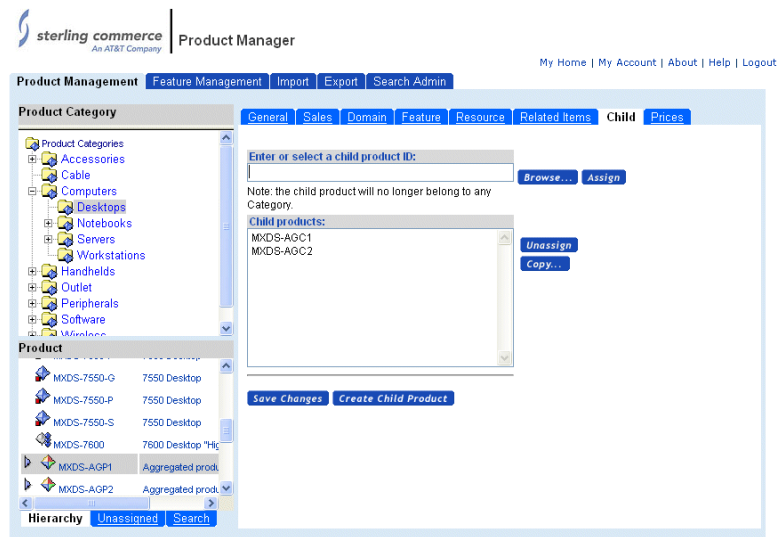 sterling commerce
An AT&T Company
Product Manager
My Home | My Account | About | Help | Logout
Product Management Feature Management Import Export Search Admin
Product Category
General Sales Domain Feature Resource Related Items Child Prices
Product Categories
Accessories
Cable
Computers
Desktops
Notebooks
Servers
Workstations
Handhelds
Outlet
Peripherals
Software
Wireless
Enter or select a child product ID:
Browse... Assign
Note: the child product will no longer belong to any
Category.
Child products:
MXDS-AGC1
MXDS-AGC2
Unassign
Copy...
Save Changes Create Child Product
Product
MXDS-7550-G 7550 Desktop
MXDS-7550-P 7550 Desktop
MXDS-7550-S 7550 Desktop
MXDS-7600 7600 Desktop "Hig
MXDS-AGP1 Aggregated produ
MXDS-AGP2 Aggregated produ
Hierarchy Unassigned Search